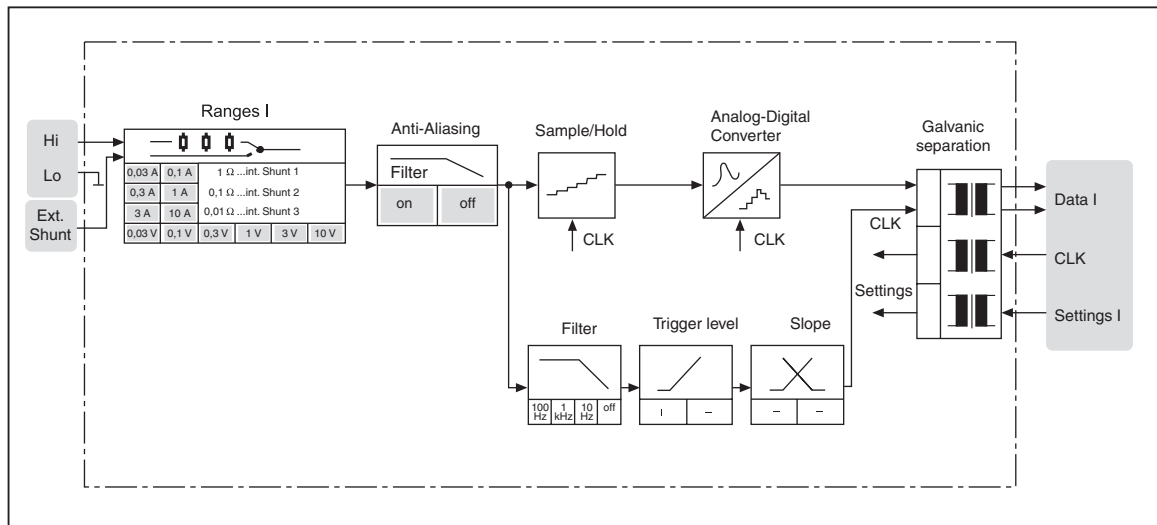 Ranges I
Hi
Lo
Ext.
Shunt
0,03 A 0,1 A 1 Ω ...int. Shunt 1
0,3 A 1 A 0,1 Ω ...int. Shunt 2
3 A 10 A 0,01 Ω ...int. Shunt 3
0,03 V 0,1 V 0,3 V 1 V 3 V 10 V
Anti-Aliasing
Filter
on off
Sample/Hold
CLK
Analog-Digital
Converter
CLK
Galvanic
separation
CLK
Settings
Data I
CLK
Settings I
Filter
100
Hz
1
kHz
10
Hz
off
Trigger level
I –
Slope
– –